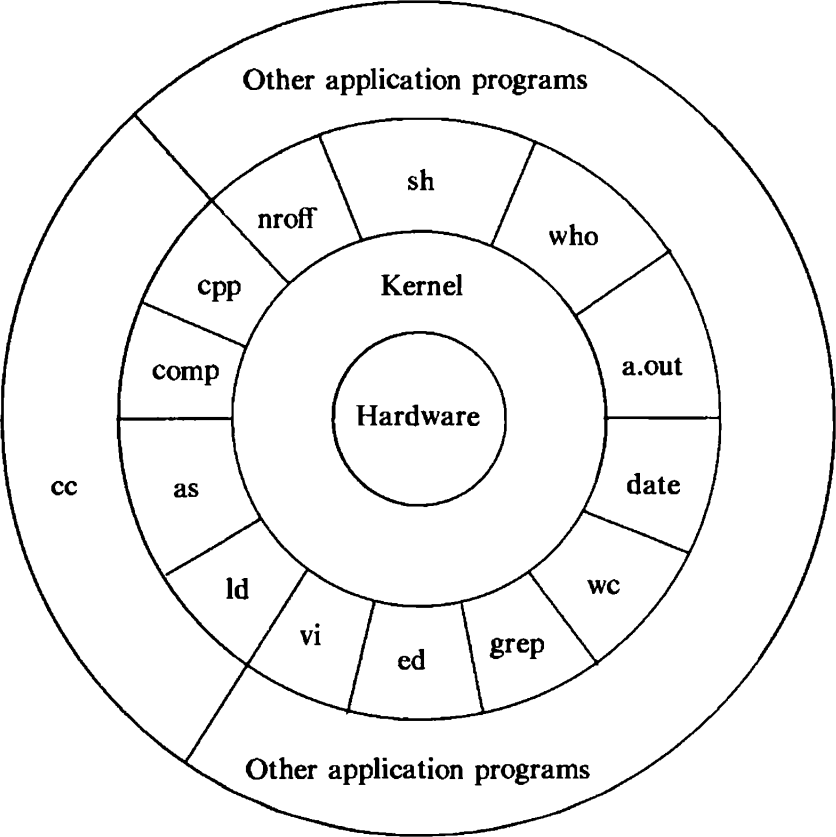 Other application programs
sh
nroff
who
cpp
Kernel
comp
a.out
Hardware
cc
as
date
ld
wc
vi
ed
grep
Other application programs